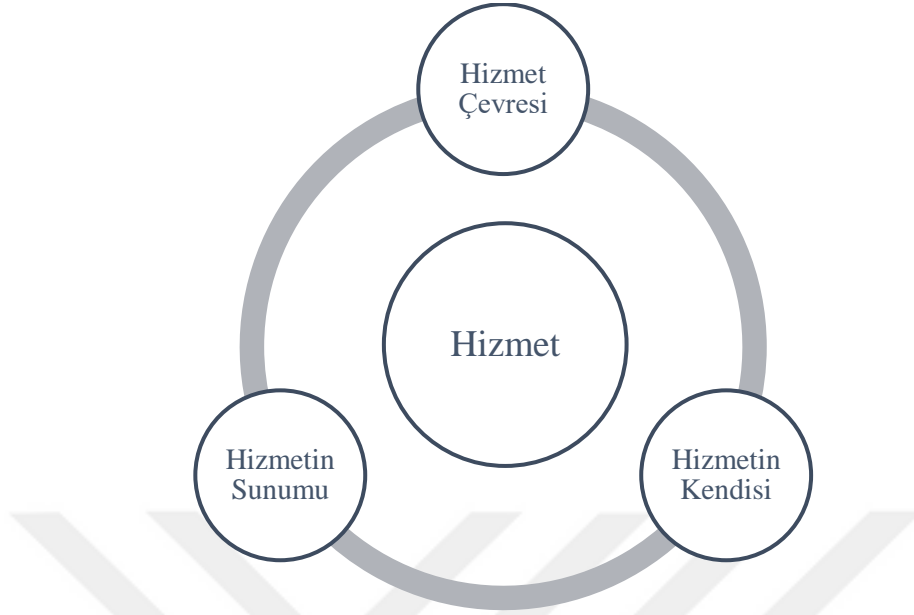 Hizmet
Çevresi
Hizmet
Hizmetin
Sunumu
Hizmetin
Kendisi